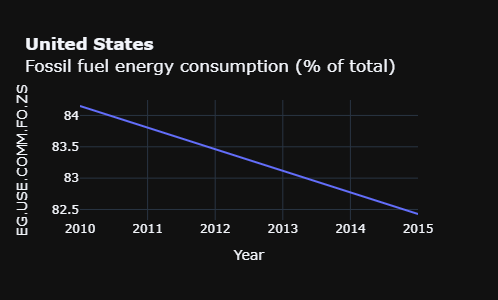 United States
Fossil fuel energy consumption (% of total)
EG.USE.COMM.FO.ZS
84
83.5
83
82.5
2010 2011 2012 2013 2014 2015
Year